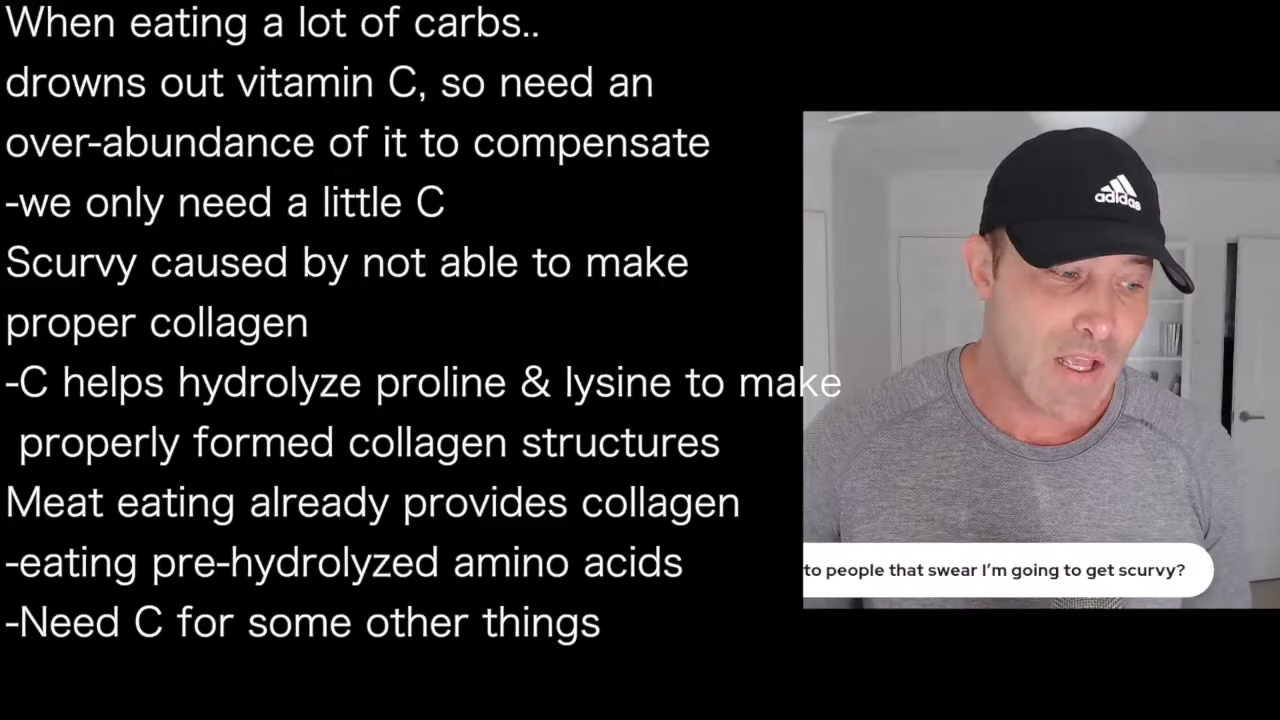 When eating a lot of carbs..
drowns out vitamin C, so need an
over-abundance of it to compensate
-we only need a little C
Scurvy caused by not able to make
proper collagen
-C helps hydrolyze proline & lysine to make
properly formed collagen structures
Meat eating already provides collagen
-eating pre-hydrolyzed amino acids
-Need C for some other things
adidas
to people that swear I'm going to get scurvy?